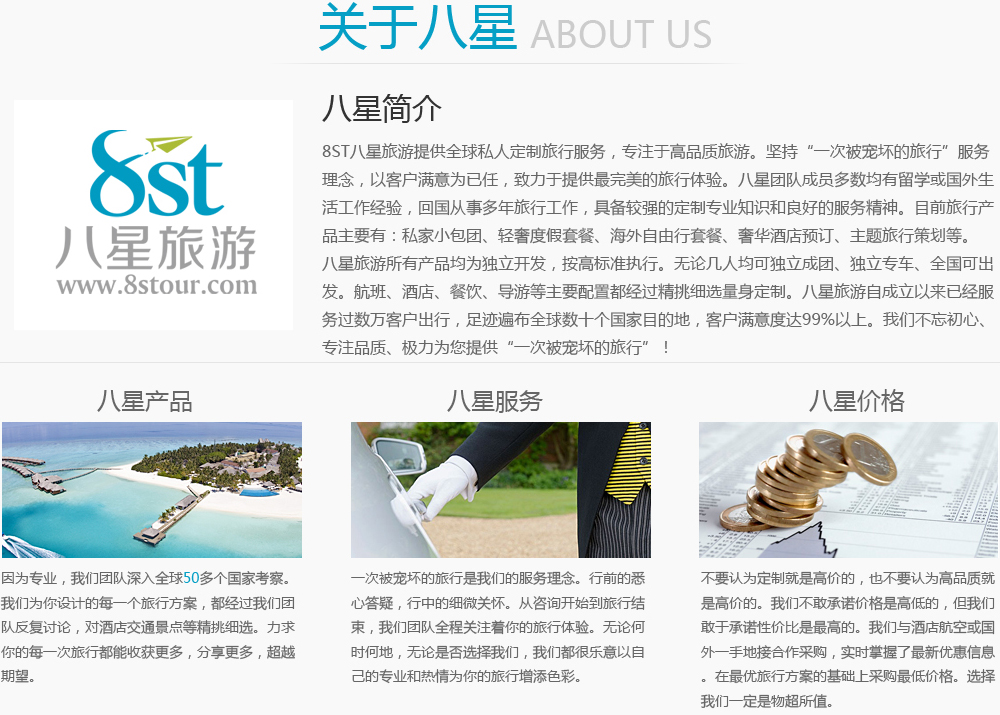 关于八星 ABOUT US
8st
八星旅游
www.8stour.com
八星简介
8ST八星旅游提供全球私人定制旅行服务，专注于高品质旅游。坚持“一次被宠坏的旅行”服务
理念，以客户满意为已任，致力于提供最完美的旅行体验。八星团队成员多数均有留学或国外生
活工作经验，回国从事多年旅行工作，具备较强的定制专业知识和良好的服务精神。目前旅行产
品主要有：私家小包团、轻奢度假套餐、海外自由行套餐、奢华酒店预订、主题旅行策划等。
八星旅游所有产品均为独立开发，按高标准执行。无论几人均可独立成团、独立专车、全国可出
发。航班、酒店、餐饮、导游等主要配置都经过精挑细选量身定制。八星旅游自成立以来已经服
务过数万客户出行，足迹遍布全球数十个国家目的地，客户满意度达99%以上。我们不忘初心、
专注品质、极力为您提供“一次被宠坏的旅行”！
八星产品
因为专业，我们团队深入全球50多个国家考察。
我们为你设计的每一个旅行方案，都经过我们团
队反复讨论，对酒店交通景点等精挑细选。力求
你的每一次旅行都能收获更多，分享更多，超越
期望。
八星服务
一次被宠坏的旅行是我们的服务理念。行前的悉
心答疑，行中的细微关怀。从咨询开始到旅行结
束，我们团队全程关注着你的旅行体验。无论何
时何地，无论是否选择我们，我们都很乐意以自
己的专业和热情为你的旅行增添色彩。
八星价格
不要认为定制就是高价的，也不要认为高品质就
是高价的。我们不敢承诺价格是高低的，但我们
敢于承诺性价比是最高的。我们与酒店航空或国
外一手地接合作采购，实时掌握了最新优惠信息
。在最优旅行方案的基础上采购最低价格。选择
我们一定是物超所值。